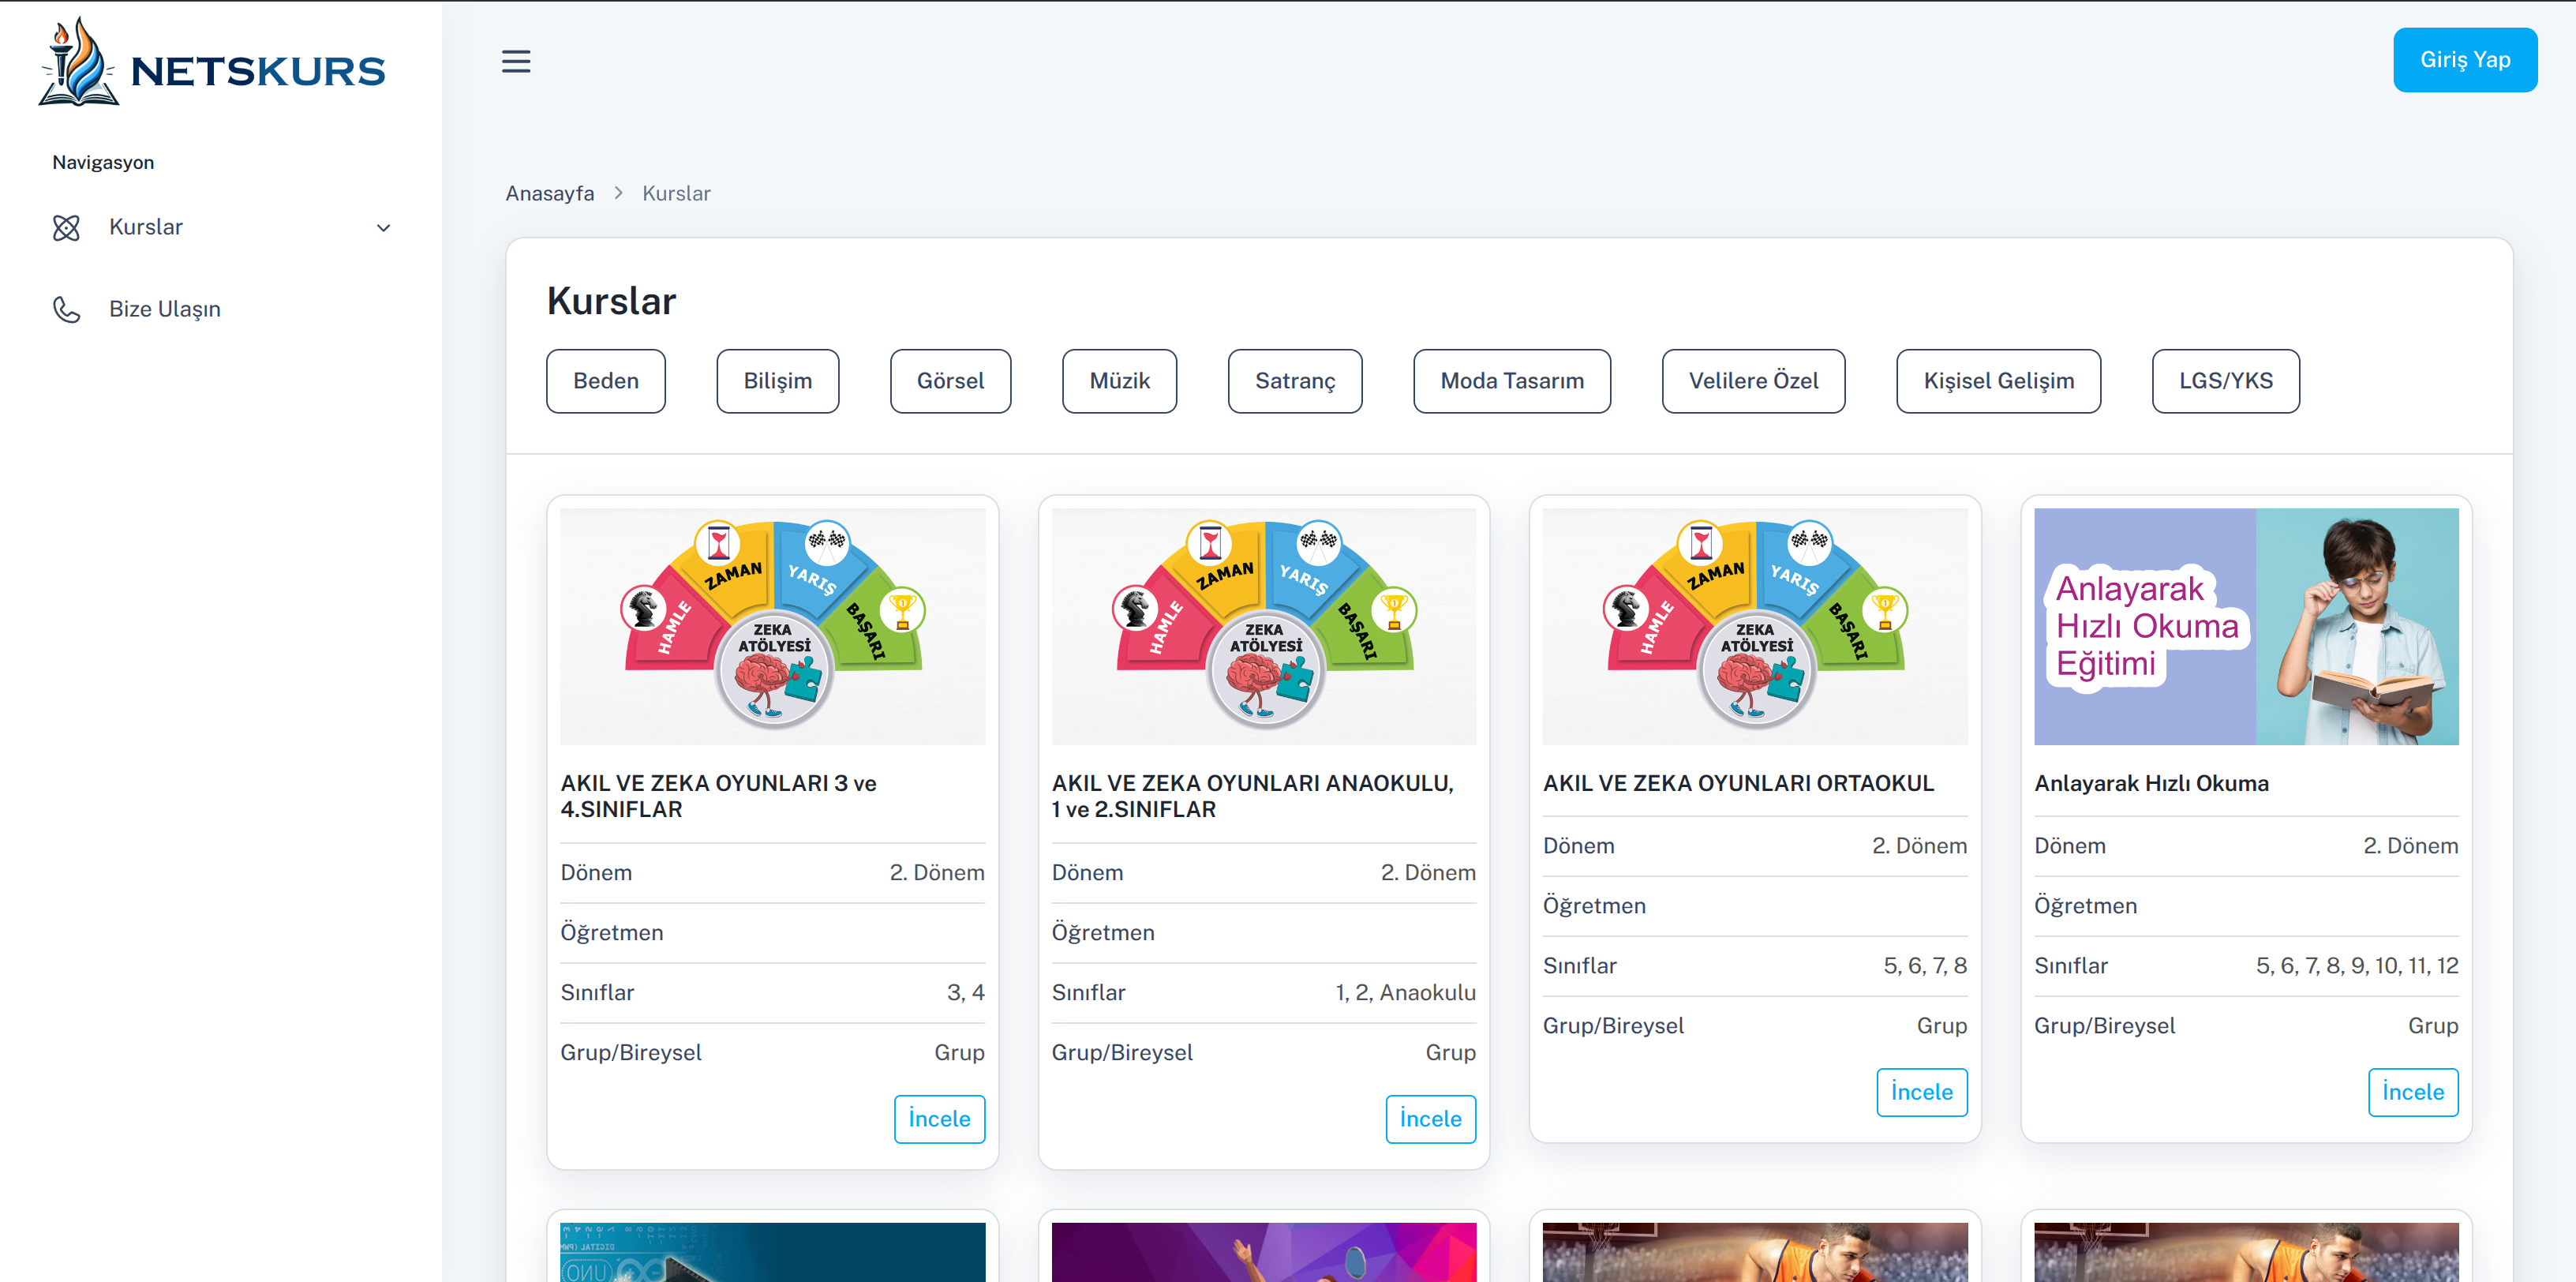 NETSKURS
Giriş Yap
Navigasyon
Kurslar
Bize Ulaşın
Anasayfa > Kurslar
Kurslar
Beden Bilişim Görsel Müzik Satranç Moda Tasarım Velilere Özel Kişisel Gelişim LGS/YKS
HAMLE ZAMAN YARIŞ BAŞARI
ZEKA
ATÖLYESİ
AKIL VE ZEKA OYUNLARI 3 ve
4.SINIFLAR
Dönem 2. Dönem
Öğretmen
Sınıflar 3, 4
Grup/Bireysel Grup
İncele
HAMLE ZAMAN YARIŞ BAŞARI
ZEKA
ATÖLYESİ
AKIL VE ZEKA OYUNLARI ANAOKULU,
1 ve 2.SINIFLAR
Dönem 2. Dönem
Öğretmen
Sınıflar 1, 2, Anaokulu
Grup/Bireysel Grup
İncele
HAMLE ZAMAN YARIŞ BAŞARI
ZEKA
ATÖLYESİ
AKIL VE ZEKA OYUNLARI ORTAOKUL
Dönem 2. Dönem
Öğretmen
Sınıflar 5, 6, 7, 8
Grup/Bireysel Grup
İncele
Anlayarak
Hızlı Okuma
Eğitimi
Anlayarak Hızlı Okuma
Dönem 2. Dönem
Öğretmen
Sınıflar 5, 6, 7, 8, 9, 10, 11, 12
Grup/Bireysel Grup
İncele
DIGITAL (PWM
UNO